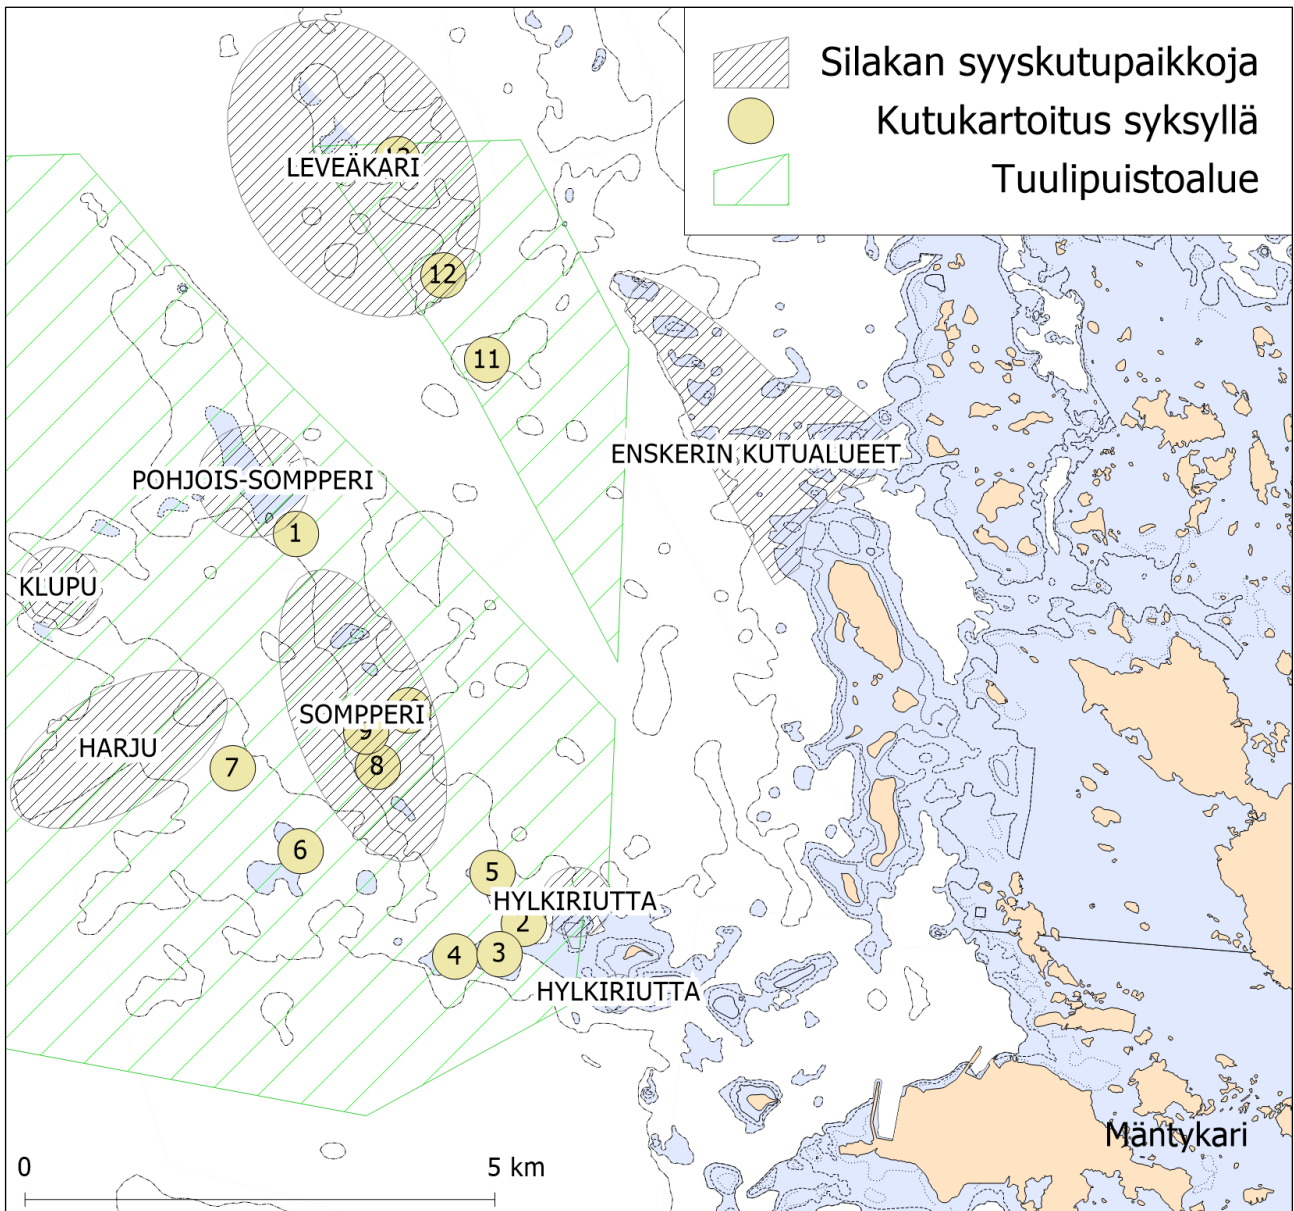 Silakan syyskutupaikkoja
Kutukartoitus syksyllä
Tuulipuistoalue
LEVEÄKARI
12
11
ENSKERIN KUTUALUEET
POHJOIS-SOMPPERI
1
KLUPU
SOMPPERI
9
HARJU
7
8
6
5
HYLKIRIUTTA
2
4
3
HYLKIRIUTTA
Mäntykari
0
5 km